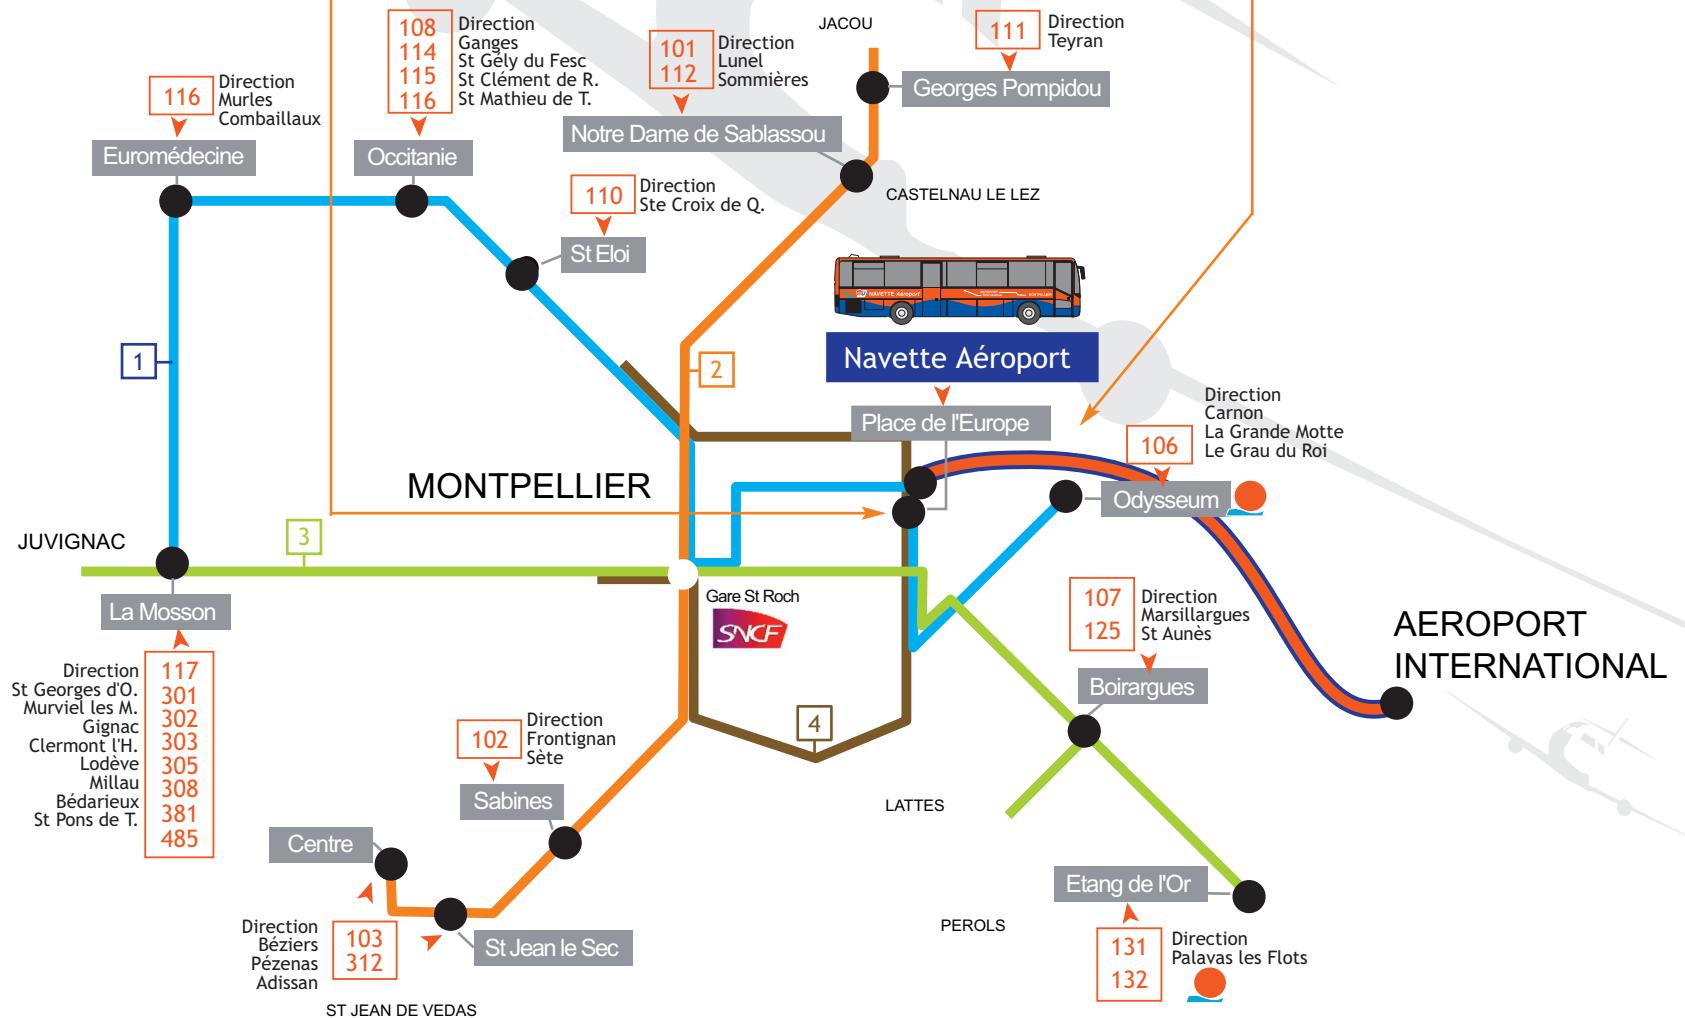 108
114
115
116
Direction
Ganges
St Gély du Fesc
St Clément de R.
St Mathieu de T.
101
112
Direction
Lunel
Sommières
JACOU
111
Direction
Teyran
116
Direction
Murles
Combaillaux
Georges Pompidou
Notre Dame de Sablassou
Euromédecine
Occitanie
110
Direction
Ste Croix de Q.
CASTELNAU LE LEZ
St Eloi
NAVETTE Aéroport
MONTPELLIER
1
2
Navette Aéroport
Place de l'Europe
Direction
Carnon
La Grande Motte
Le Grau du Roi
106
MONTPELLIER
Odysseum
JUVIGNAC
3
Gare St Roch
SNCF
La Mosson
107
125
Direction
Marsillargues
St Aunès
AEROPORT
INTERNATIONAL
Boirargues
Direction
St Georges d'O.
Murviel les M.
Gignac
Clermont l'H.
Lodève
Millau
Bédarieux
St Pons de T.
117
301
302
303
305
308
381
485
102
Direction
Frontignan
Sète
4
Sabines
LATTES
Centre
Etang de l'Or
PEROLS
Direction
Béziers
Pézenas
Adissan
103
312
St Jean le Sec
131
132
Direction
Palavas les Flots
ST JEAN DE VEDAS